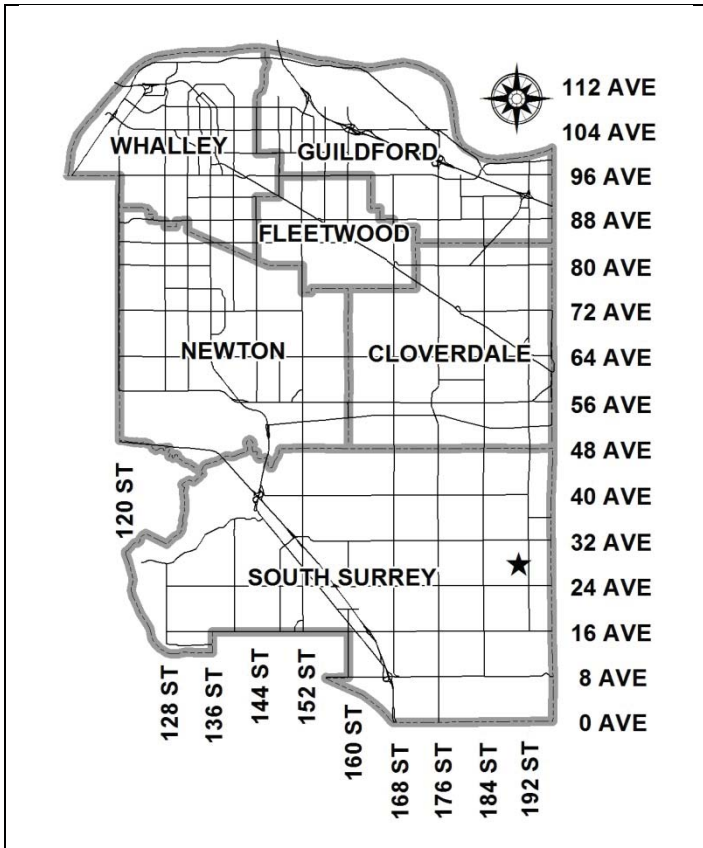 112 AVE
104 AVE
WHALLEY
GUILDFORD
96 AVE
88 AVE
FLEETWOOD
80 AVE
72 AVE
NEWTON
CLOVERDALE
64 AVE
56 AVE
48 AVE
120 ST
40 AVE
32 AVE
SOUTH SURREY
24 AVE
16 AVE
128 ST
136 ST
144 ST
152 ST
8 AVE
160 ST
0 AVE
168 ST
176 ST
184 ST
192 ST